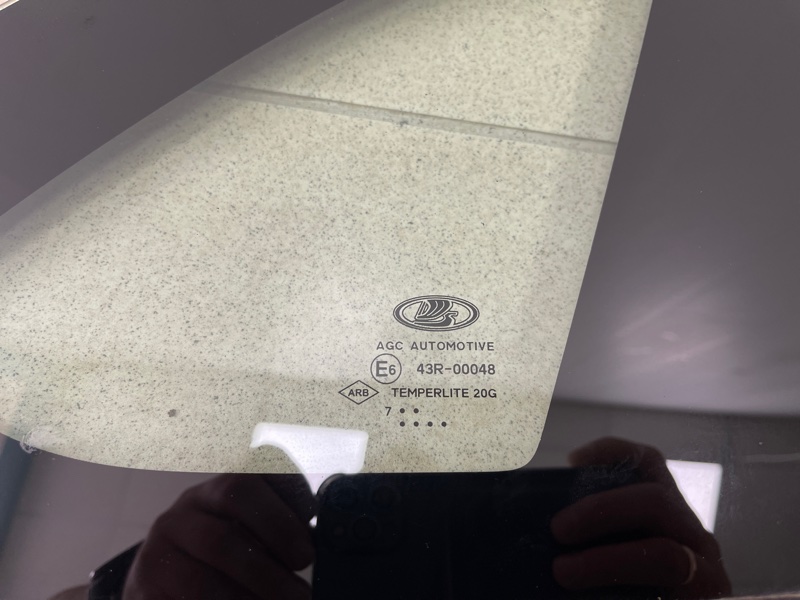 AGC AUTOMOTIVE
E6 43R-00048
ARB TEMPERLITE 20G
7